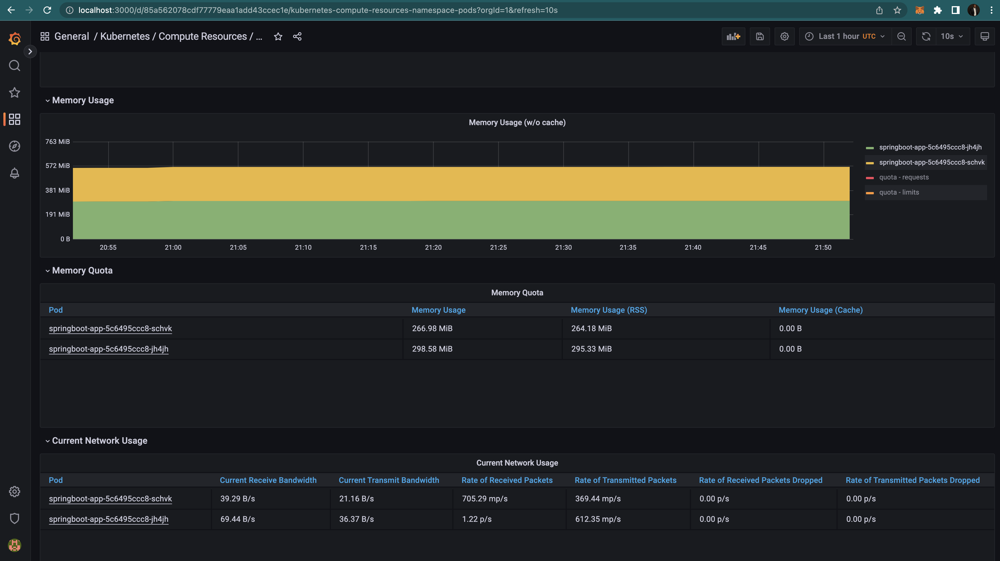 localhost:3000/d/85a562078cdf77779eaa1add43ccec1e/kubernetes-compute-resources-namespace-pods?orgId=1&refresh=10s
General / Kubernetes / Compute Resources / ...
Last 1 hour UTC
10s
Memory Usage
Memory Usage (w/o cache)
763 MiB
572 MiB
381 MiB
191 MiB
0 B
20:55 21:00 21:05 21:10 21:15 21:20 21:25 21:30 21:35 21:40 21:45 21:50
springboot-app-5c6495ccc8-jh4jh
springboot-app-5c6495ccc8-schvk
quota - requests
quota - limits
Memory Quota
Memory Quota
Pod Memory Usage Memory Usage (RSS) Memory Usage (Cache)
springboot-app-5c6495ccc8-schvk 266.98 MiB 264.18 MiB 0.00 B
springboot-app-5c6495ccc8-jh4jh 298.58 MiB 295.33 MiB 0.00 B
Current Network Usage
Current Network Usage
Pod Current Receive Bandwidth Current Transmit Bandwidth Rate of Received Packets Rate of Transmitted Packets Rate of Received Packets Dropped Rate of Transmitted Packets Dropped
springboot-app-5c6495ccc8-schvk 39.29 B/s 21.16 B/s 705.29 mp/s 369.44 mp/s 0.00 p/s 0.00 p/s
springboot-app-5c6495ccc8-jh4jh 69.44 B/s 36.37 B/s 1.22 p/s 612.35 mp/s 0.00 p/s 0.00 p/s